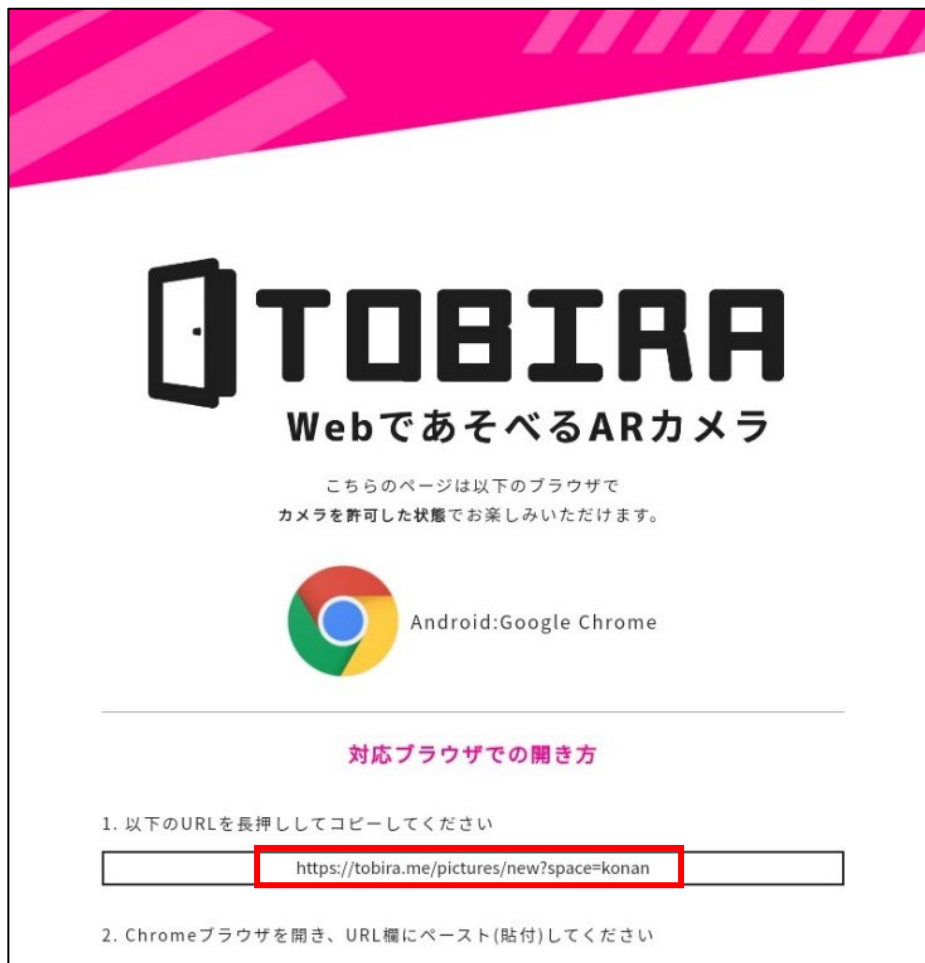 TOBIRA
WebであそべるARカメラ
こちらのページは以下のブラウザで
カメラを許可した状態でお楽しみいただけます。
Android:Google Chrome
対応ブラウザでの開き方
1. 以下のURLを長押ししてコピーしてください
https://tobira.me/pictures/new?space=konan
2. Chromeブラウザを開き、URL欄にペースト(貼付)してください